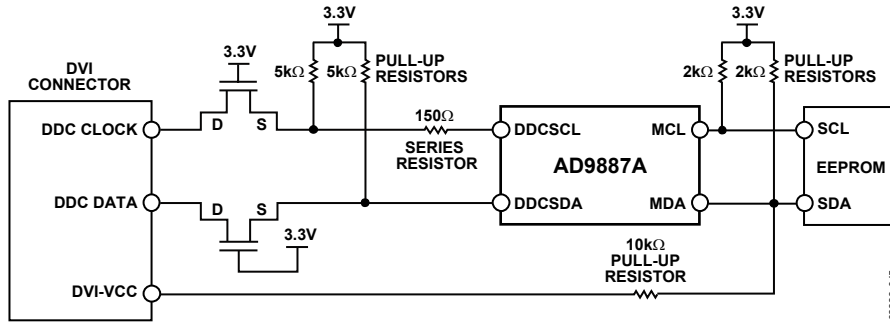 3.3V
3.3V
3.3V
5kΩ
5kΩ
PULL-UP
RESISTORS
2kΩ
2kΩ
PULL-UP
RESISTORS
DVI
CONNECTOR
DDC CLOCK
D
S
150Ω
SERIES
RESISTOR
DDCSCL
MCL
SCL
AD9887A
EEPROM
DDC DATA
D
S
DDCSDA
MDA
SDA
3.3V
10kΩ
PULL-UP
RESISTOR
DVI-VCC